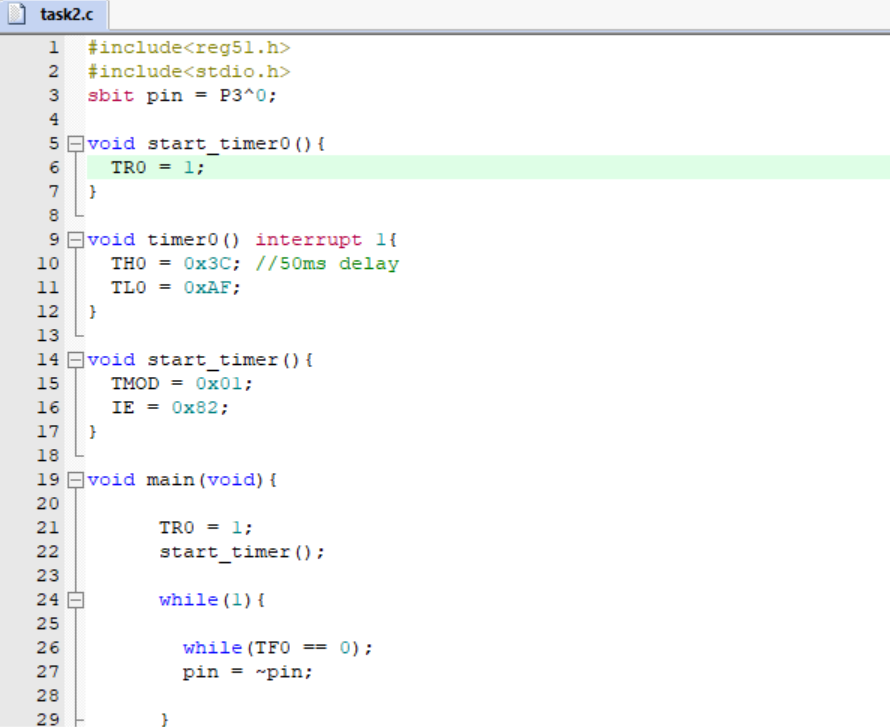 task2.c
1 #include<reg51.h>
2 #include<stdio.h>
3 sbit pin = P3^0;
4
5 void start_timer0(){
6 TR0 = 1;
7 }
8
9 void timer0() interrupt 1{
10 TH0 = 0x3C; //50ms delay
11 TL0 = 0xAF;
12 }
13
14 void start_timer(){
15 TMOD = 0x01;
16 IE = 0x82;
17 }
18
19 void main(void){
20
21 TR0 = 1;
22 start_timer();
23
24 while(1){
25
26 while(TF0 == 0);
27 pin = ~pin;
28
29 }